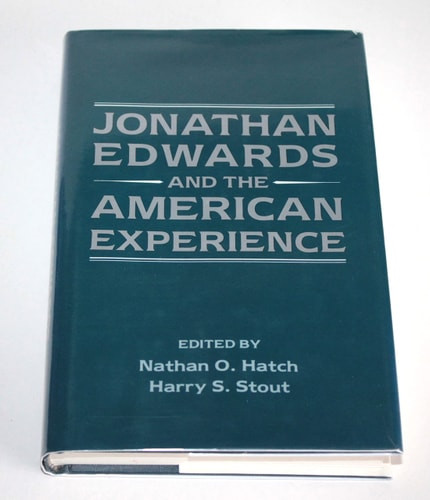 JONATHAN
EDWARDS
AND THE
AMERICAN
EXPERIENCE
EDITED BY
Nathan O. Hatch
Harry S. Stout